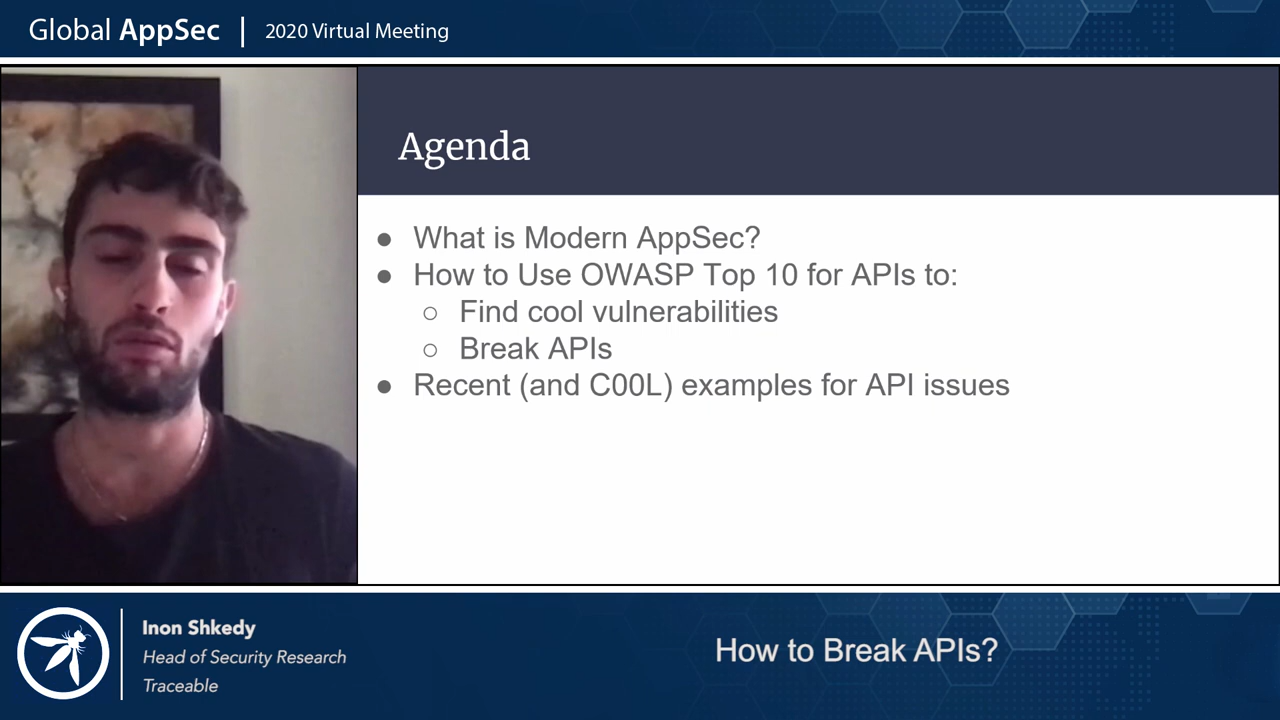 Global AppSec | 2020 Virtual Meeting
Agenda
● What is Modern AppSec?
● How to Use OWASP Top 10 for APIs to:
○ Find cool vulnerabilities
○ Break APIs
● Recent (and C00L) examples for API issues
Inon Shkedy
Head of Security Research
Traceable
How to Break APIs?